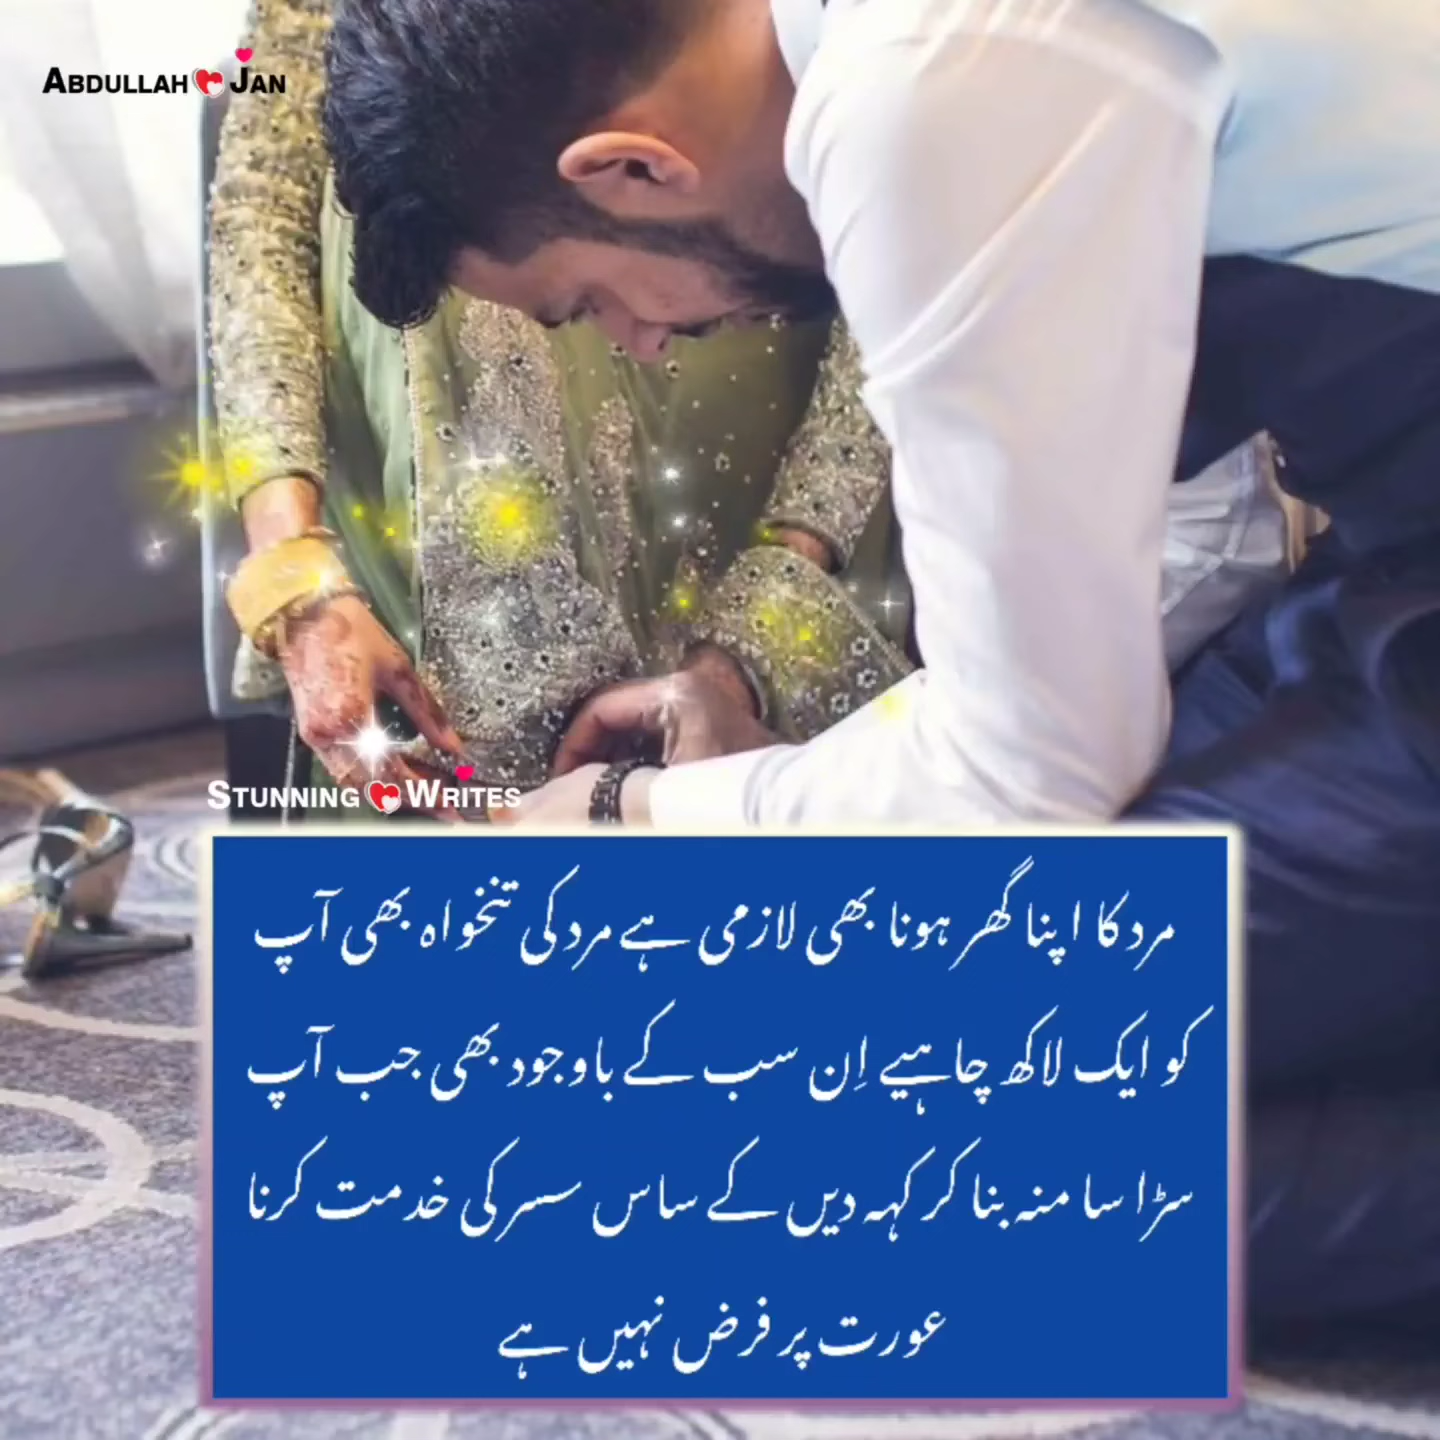 ABDULLAH JAN
STUNNING WRITES
مرد کا اپنا گھر ہونا بھی لازمی ہے مرد کی تنخواہ بھی آپ
کو ایک لاکھ چاہیے اِن سب کے باوجود بھی جب آپ
سڑا سا منہ بنا کر کہہ دیں کے ساس سسر کی خدمت کرنا
عورت پر فرض نہیں ہے